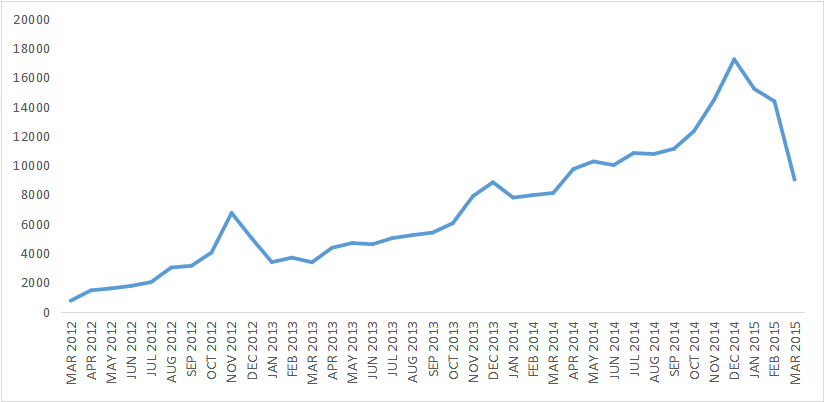 20000
18000
16000
14000
12000
10000
8000
6000
4000
2000
0
MAR 2012
APR 2012
MAY 2012
JUN 2012
JUL 2012
AUG 2012
SEP 2012
OCT 2012
NOV 2012
DEC 2012
JAN 2013
FEB 2013
MAR 2013
APR 2013
MAY 2013
JUN 2013
JUL 2013
AUG 2013
SEP 2013
OCT 2013
NOV 2013
DEC 2013
JAN 2014
FEB 2014
MAR 2014
APR 2014
MAY 2014
JUN 2014
JUL 2014
AUG 2014
SEP 2014
OCT 2014
NOV 2014
DEC 2014
JAN 2015
FEB 2015
MAR 2015